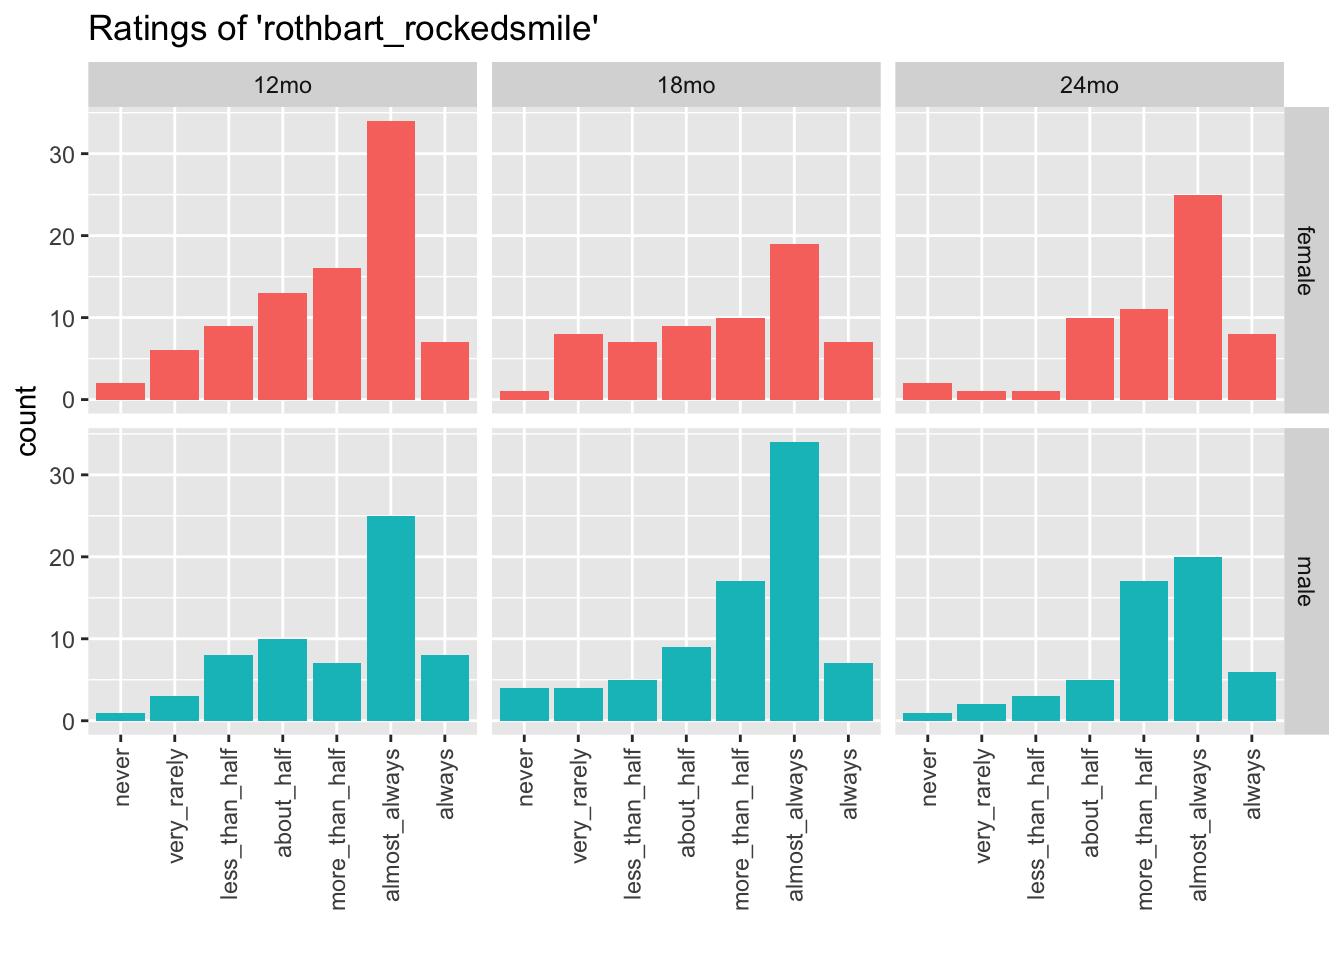 Ratings of 'rothbart_rockedsmile'
12mo 18mo 24mo
30
20
10
0
female
count
30
20
10
0
male
never very_rarely less_than_half about_half more_than_half almost_always always never very_rarely less_than_half about_half more_than_half almost_always always never very_rarely less_than_half about_half more_than_half almost_always always